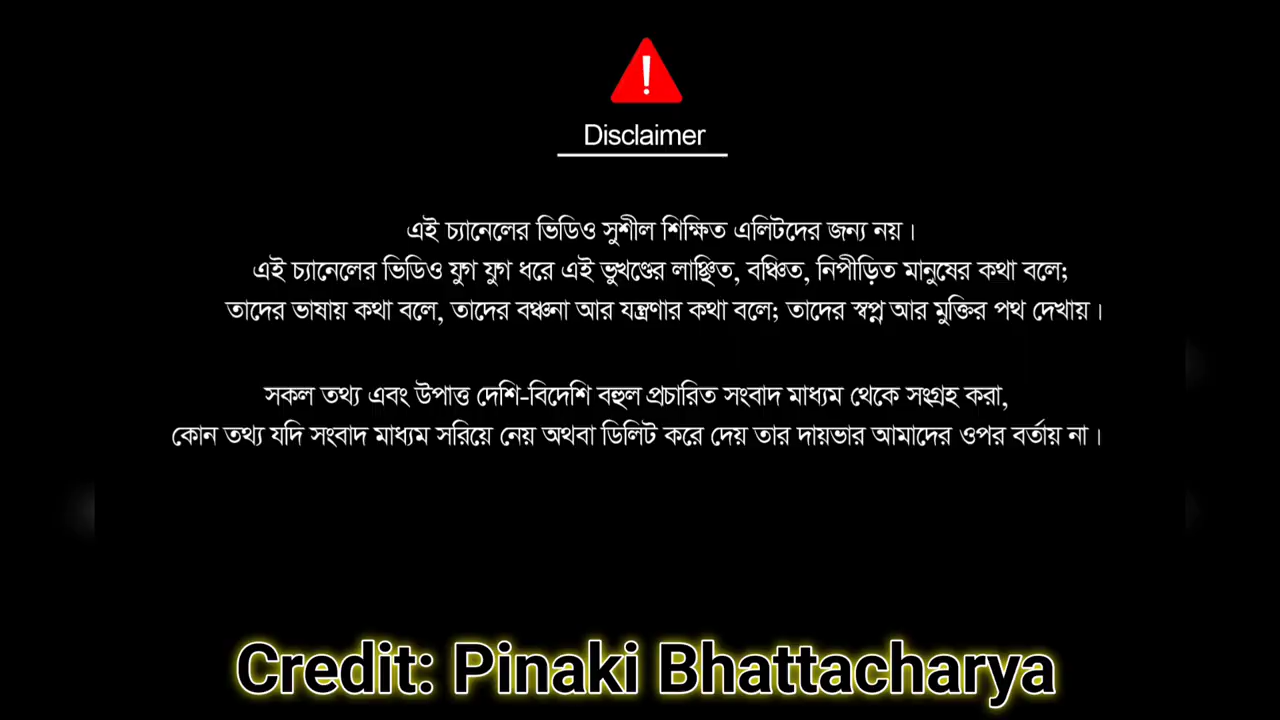 Disclaimer
এই চ্যানেলের ভিডিও সুশীল শিক্ষিত এলিটদের জন্য নয়।
এই চ্যানেলের ভিডিও যুগ যুগ ধরে এই ভুখণ্ডের লাঞ্ছিত, বঞ্চিত, নিপীড়িত মানুষের কথা বলে;
তাদের ভাষায় কথা বলে, তাদের বঞ্চনা আর যন্ত্রণার কথা বলে; তাদের স্বপ্ন আর মুক্তির পথ দেখায়।
সকল তথ্য এবং উপাত্ত দেশি-বিদেশি বহুল প্রচারিত সংবাদ মাধ্যম থেকে সংগ্রহ করা,
কোন তথ্য যদি সংবাদ মাধ্যম সরিয়ে নেয় অথবা ডিলিট করে দেয় তার দায়ভার আমাদের ওপর বর্তায় না।
Credit: Pinaki Bhattacharya